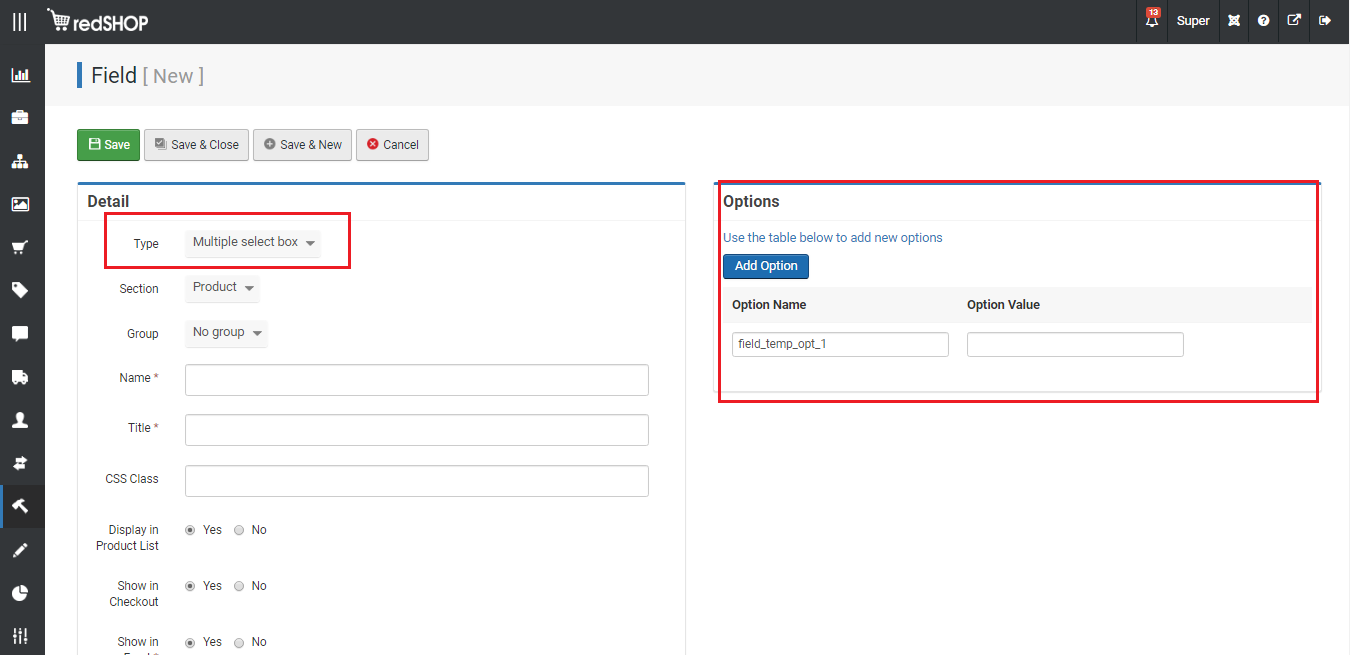 redSHOP
13
Super
Field [ New ]
Save
Save & Close
Save & New
Cancel
Detail
Type
Multiple select box
Section
Product
Group
No group
Name *
Title *
CSS Class
Display in
Product List
Yes
No
Show in
Checkout
Yes
No
Show in
Yes
No
Options
Use the table below to add new options
Add Option
Option Name
Option Value
field_temp_opt_1